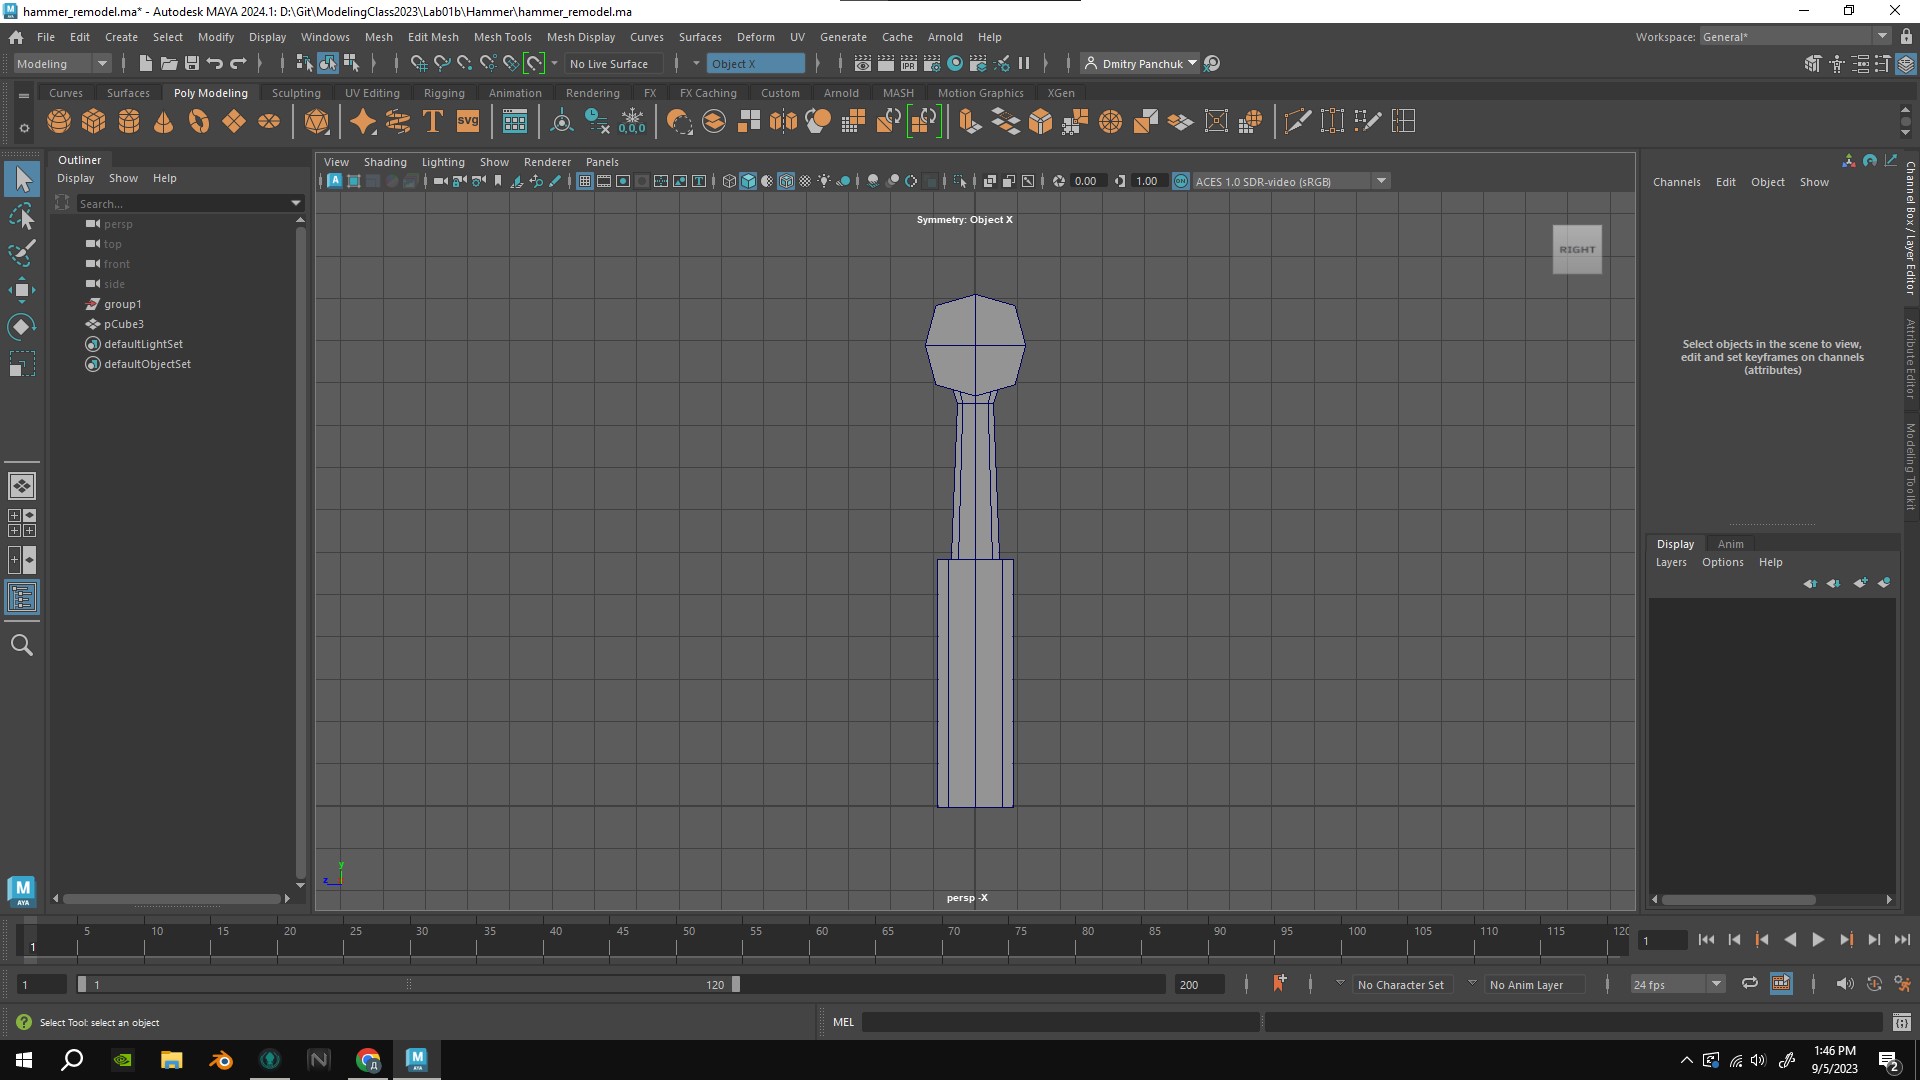 hammer_remodel.ma* - Autodesk MAYA 2024.1: D:\Git\ModelingClass2023\Lab01b\Hammer\hammer_remodel.ma
File Edit Create Select Modify Display Windows Mesh Edit Mesh Mesh Tools Mesh Display Curves Surfaces Deform UV Generate Cache Arnold Help
Workspace: General*
Modeling
No Live Surface
Object X
IPR
Dmitry Panchuk
Curves Surfaces Poly Modeling Sculpting UV Editing Rigging Animation Rendering FX FX Caching Custom Arnold MASH Motion Graphics XGen
T
svg
0,0,0
Outliner
Display Show Help
Search...
persp
top
front
side
group1
pCube3
defaultLightSet
defaultObjectSet
View Shading Lighting Show Renderer Panels
0.00
1.00
ON
ACES 1.0 SDR-video (sRGB)
Symmetry: Object X
RIGHT
y
z
persp -X
Channels Edit Object Show
Select objects in the scene to view,
edit and set keyframes on channels
(attributes)
Channel Box / Layer Editor
Attribute Editor
Modeling Toolkit
Display Anim
Layers Options Help
M
AYA
1 5 10 15 20 25 30 35 40 45 50 55 60 65 70 75 80 85 90 95 100 105 110 115 120
1
1
1
120
200
No Character Set
No Anim Layer
24 fps
Select Tool: select an object
MEL
1:46 PM
9/5/2023
2